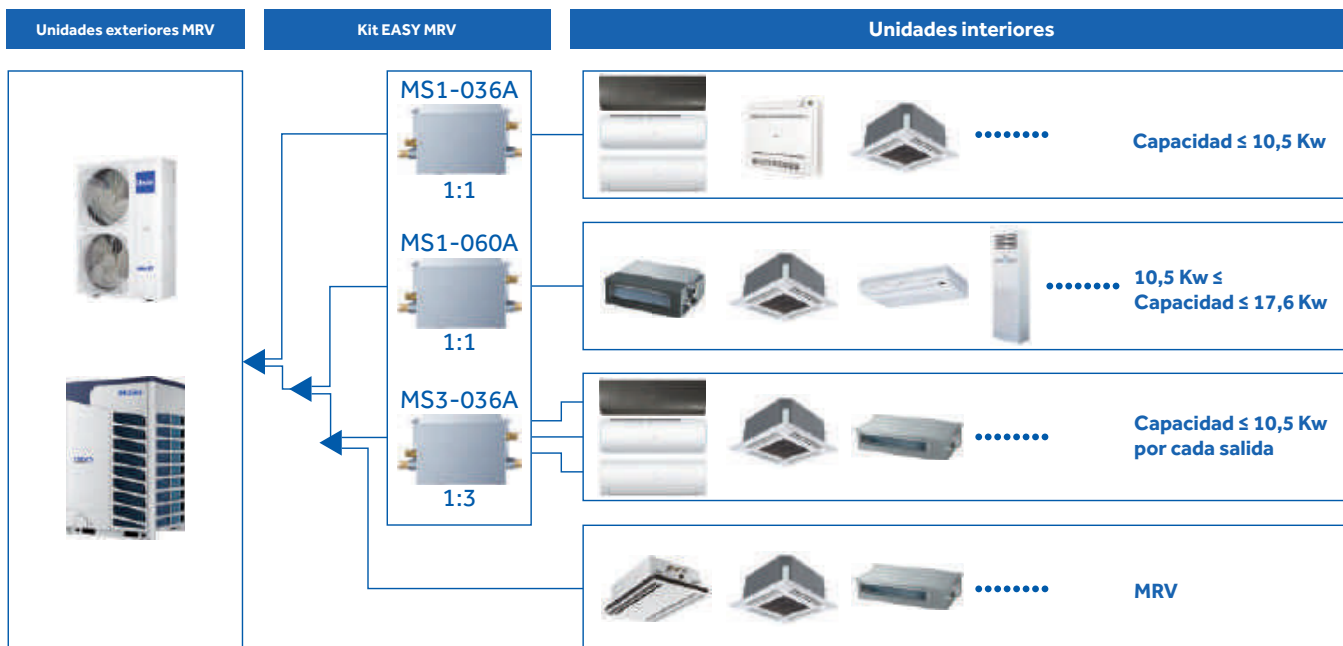 Unidades exteriores MRV
Kit EASY MRV
Unidades interiores
MS1-036A
1:1
Capacidad ≤ 10,5 Kw
MS1-060A
1:1
10,5 Kw ≤
Capacidad ≤ 17,6 Kw
MS3-036A
1:3
Capacidad ≤ 10,5 Kw
por cada salida
MRV